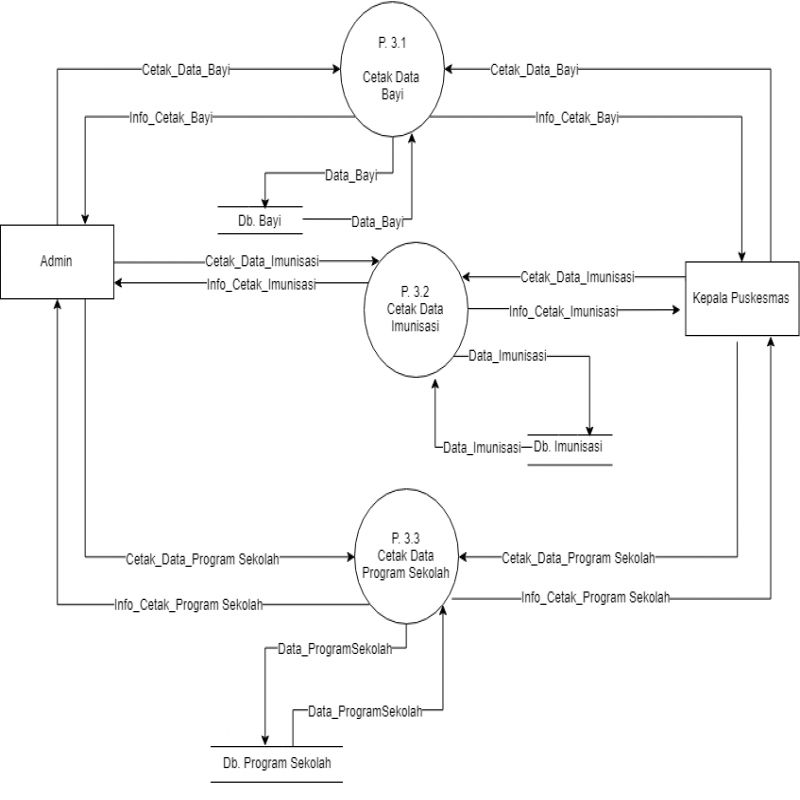 P. 3.1
Cetak Data
Bayi
Cetak_Data_Bayi
Cetak_Data_Bayi
Info_Cetak_Bayi
Info_Cetak_Bayi
Data_Bayi
Db. Bayi
Data_Bayi
Admin
Cetak_Data_Imunisasi
Info_Cetak_Imunisasi
P. 3.2
Cetak Data
Imunisasi
Cetak_Data_Imunisasi
Info_Cetak_Imunisasi
Kepala Puskesmas
Data_Imunisasi
Data_Imunisasi
Db. Imunisasi
P. 3.3
Cetak Data
Program Sekolah
Cetak_Data_Program Sekolah
Cetak_Data_Program Sekolah
Info_Cetak_Program Sekolah
Info_Cetak_Program Sekolah
Data_ProgramSekolah
Data_ProgramSekolah
Db. Program Sekolah